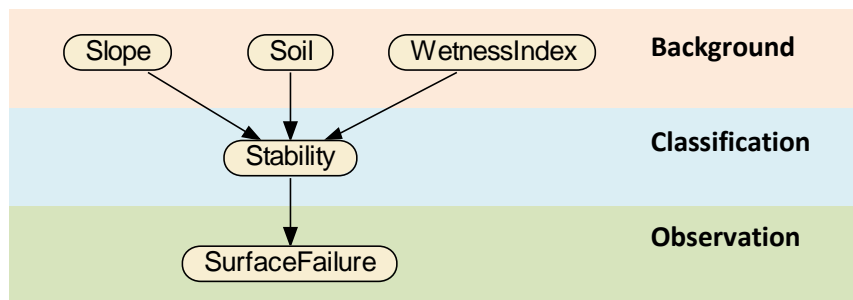 Slope
Soil
WetnessIndex
Background
Stability
Classification
SurfaceFailure
Observation